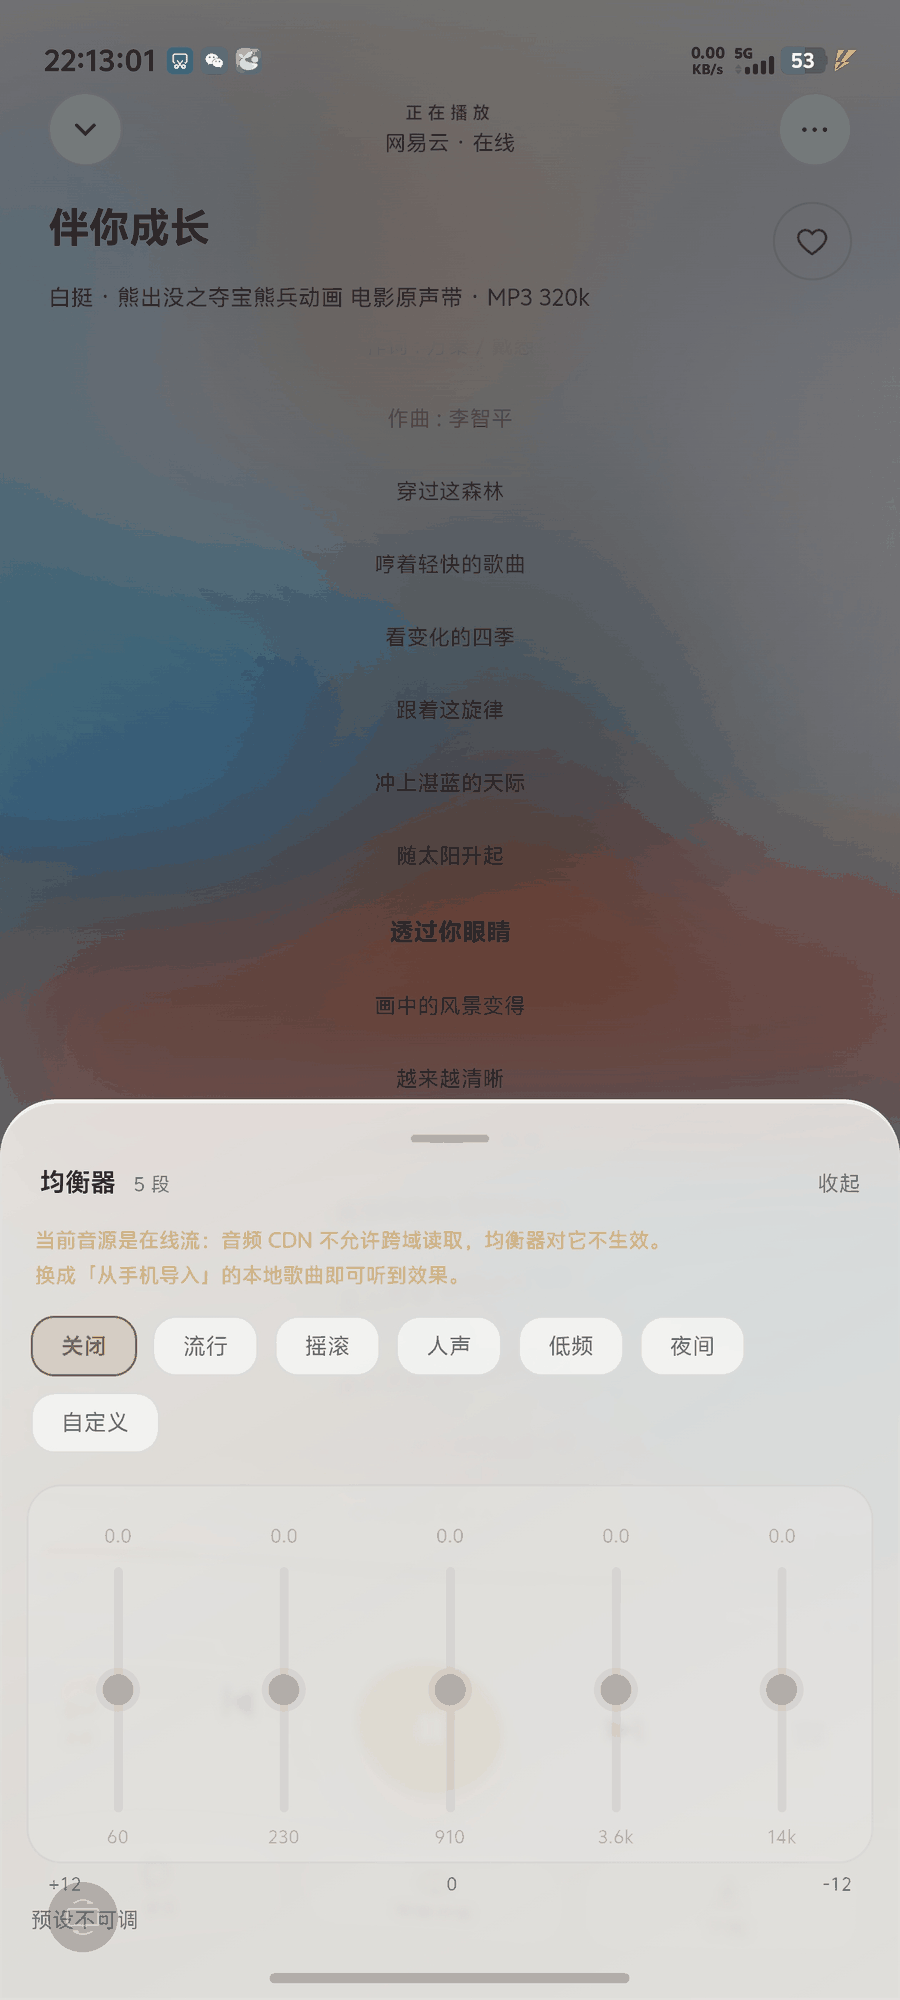 22:13:01
0.00 KB/s 5G 53
正在播放
网易云 · 在线
伴你成长
白挺 · 熊出没之夺宝熊兵动画 电影原声带 · MP3 320k
作曲 : 李智平
穿过这森林
哼着轻快的歌曲
看变化的四季
跟着这旋律
冲上湛蓝的天际
随太阳升起
透过你眼睛
画中的风景变得
越来越清晰
均衡器 5 段 收起
当前音源是在线流：音频 CDN 不允许跨域读取，均衡器对它不生效。
换成「从手机导入」的本地歌曲即可听到效果。
关闭 流行 摇滚 人声 低频 夜间
自定义
0.0 0.0 0.0 0.0 0.0
60 230 910 3.6k 14k
+12 0 -12
预设不可调